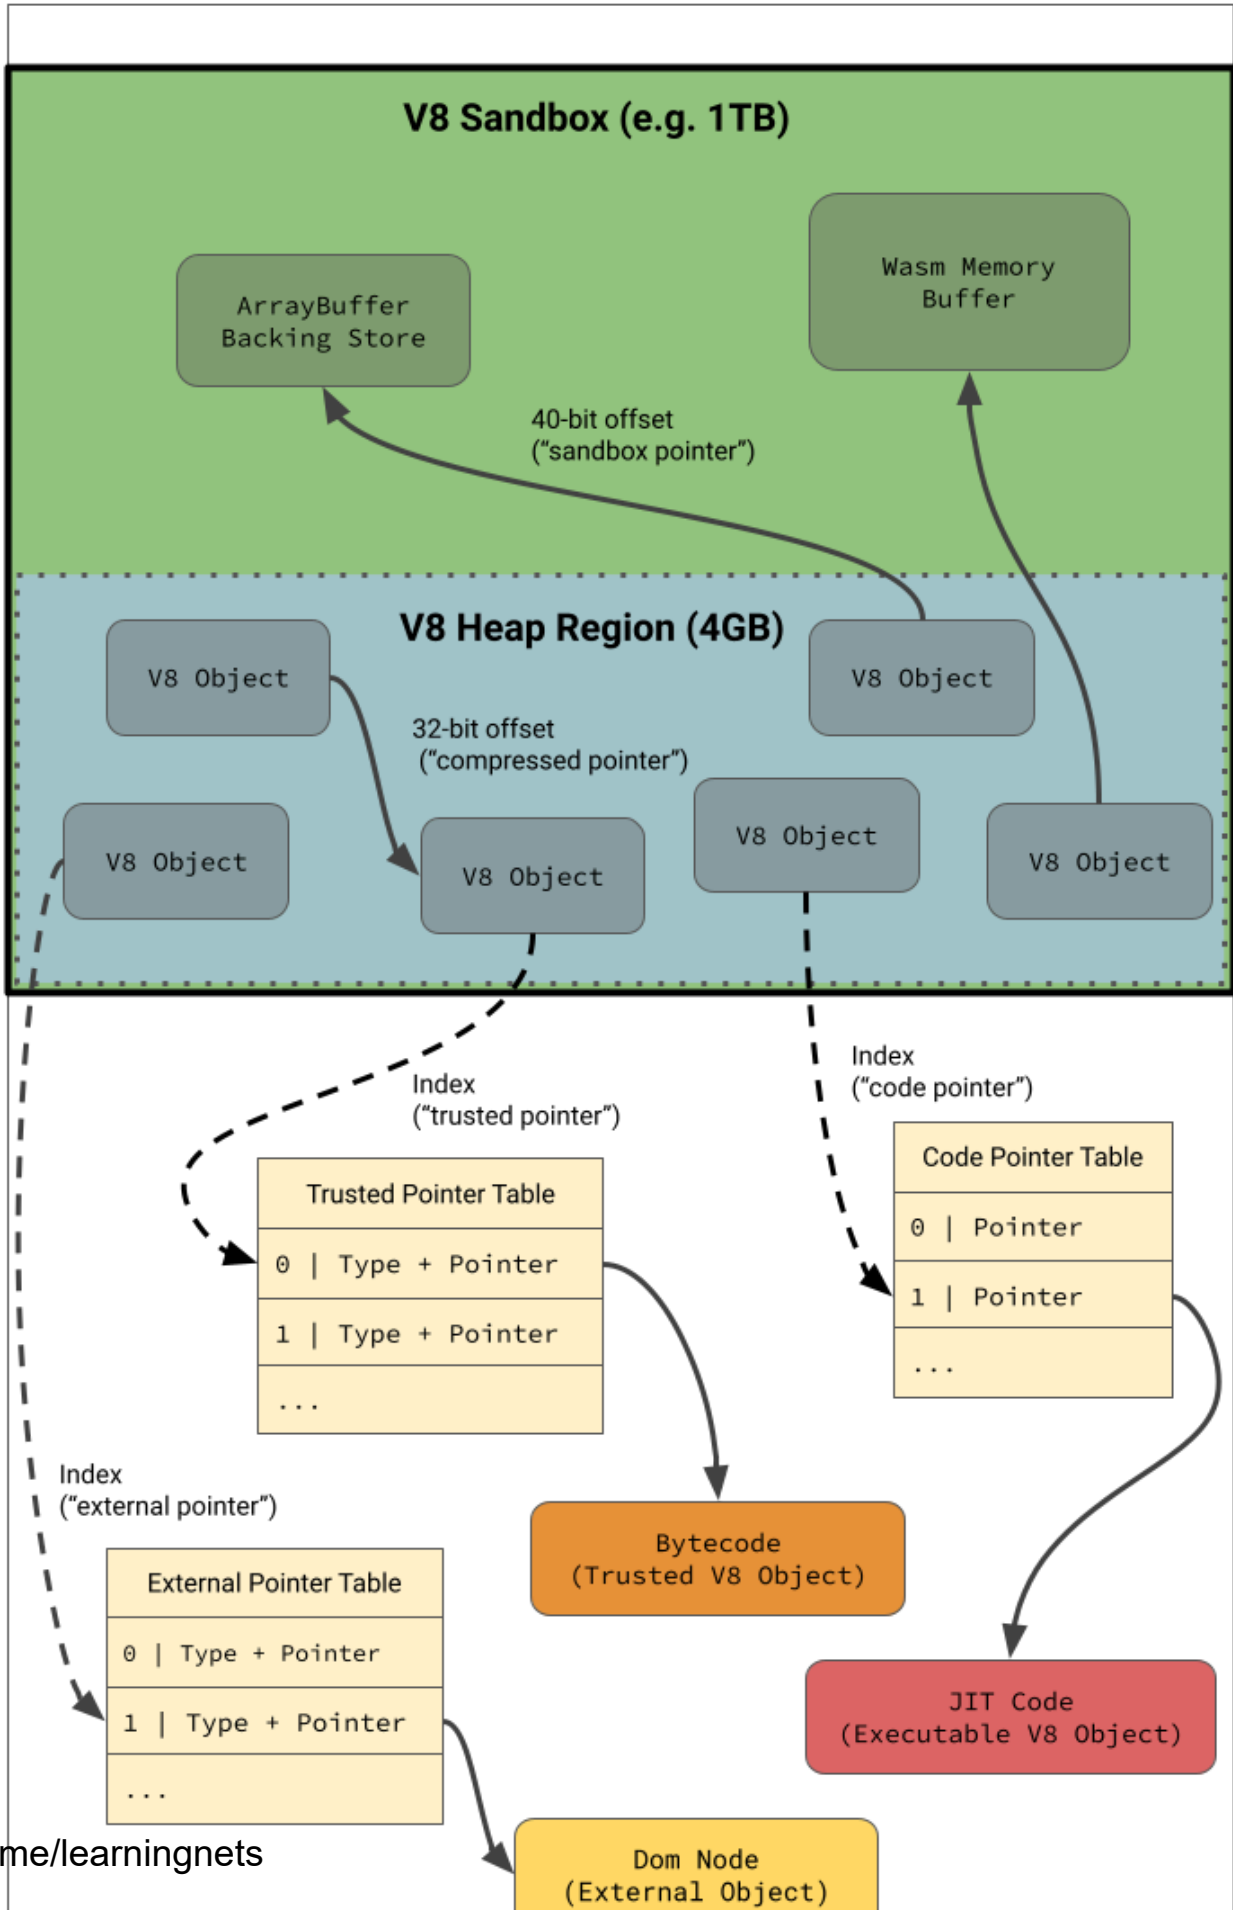 V8 Sandbox (e.g. 1TB)
Wasm Memory
Buffer
ArrayBuffer
Backing Store
40-bit offset
(“sandbox pointer”)
V8 Heap Region (4GB)
V8 Object
V8 Object
32-bit offset
(“compressed pointer”)
V8 Object
V8 Object
V8 Object
V8 Object
Index
(“code pointer”)
Index
(“trusted pointer”)
Code Pointer Table
0 | Pointer
1 | Pointer
...
Trusted Pointer Table
0 | Type + Pointer
1 | Type + Pointer
...
Index
(“external pointer”)
Bytecode
(Trusted V8 Object)
External Pointer Table
0 | Type + Pointer
1 | Type + Pointer
...
JIT Code
(Executable V8 Object)
me/learningnets
Dom Node
(External Object)